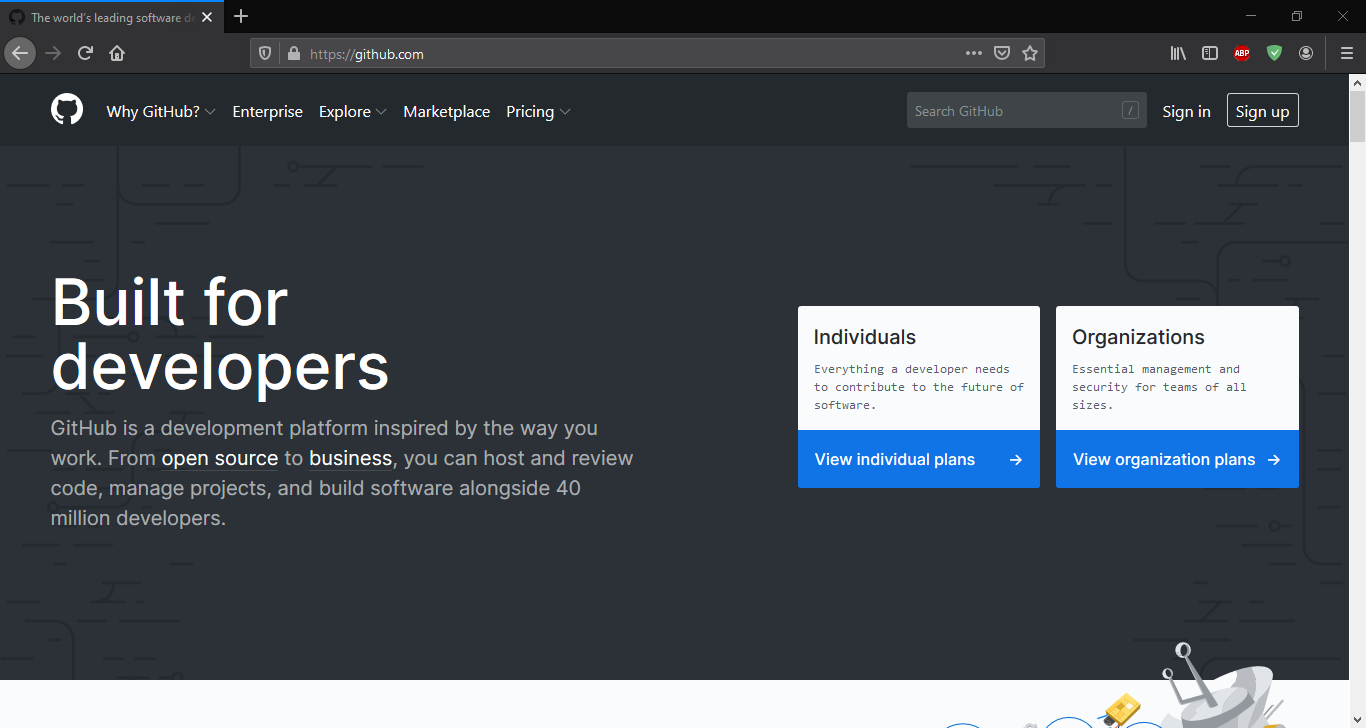 The world's leading software de
https://github.com
ABP
Why GitHub?
Enterprise
Explore
Marketplace
Pricing
Search GitHub
/
Sign in
Sign up
Built for
developers
GitHub is a development platform inspired by the way you
work. From open source to business, you can host and review
code, manage projects, and build software alongside 40
million developers.
Individuals
Everything a developer needs
to contribute to the future of
software.
View individual plans →
Organizations
Essential management and
security for teams of all
sizes.
View organization plans →